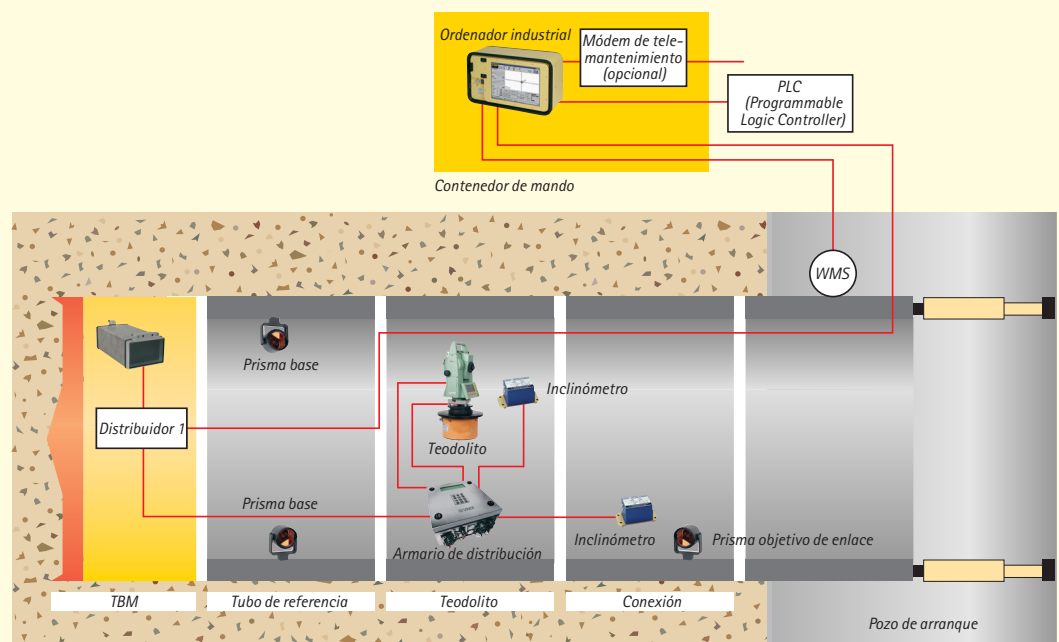 Ordenador industrial
Módem de tele-
mantenimiento
(opcional)
PLC
(Programmable
Logic Controller)
Contenedor de mando
WMS
Prisma base
Inclinómetro
Distribuidor 1
Teodolito
Prisma base
Armario de distribución
Inclinómetro
Prisma objetivo de enlace
TBM
Tubo de referencia
Teodolito
Conexión
Pozo de arranque